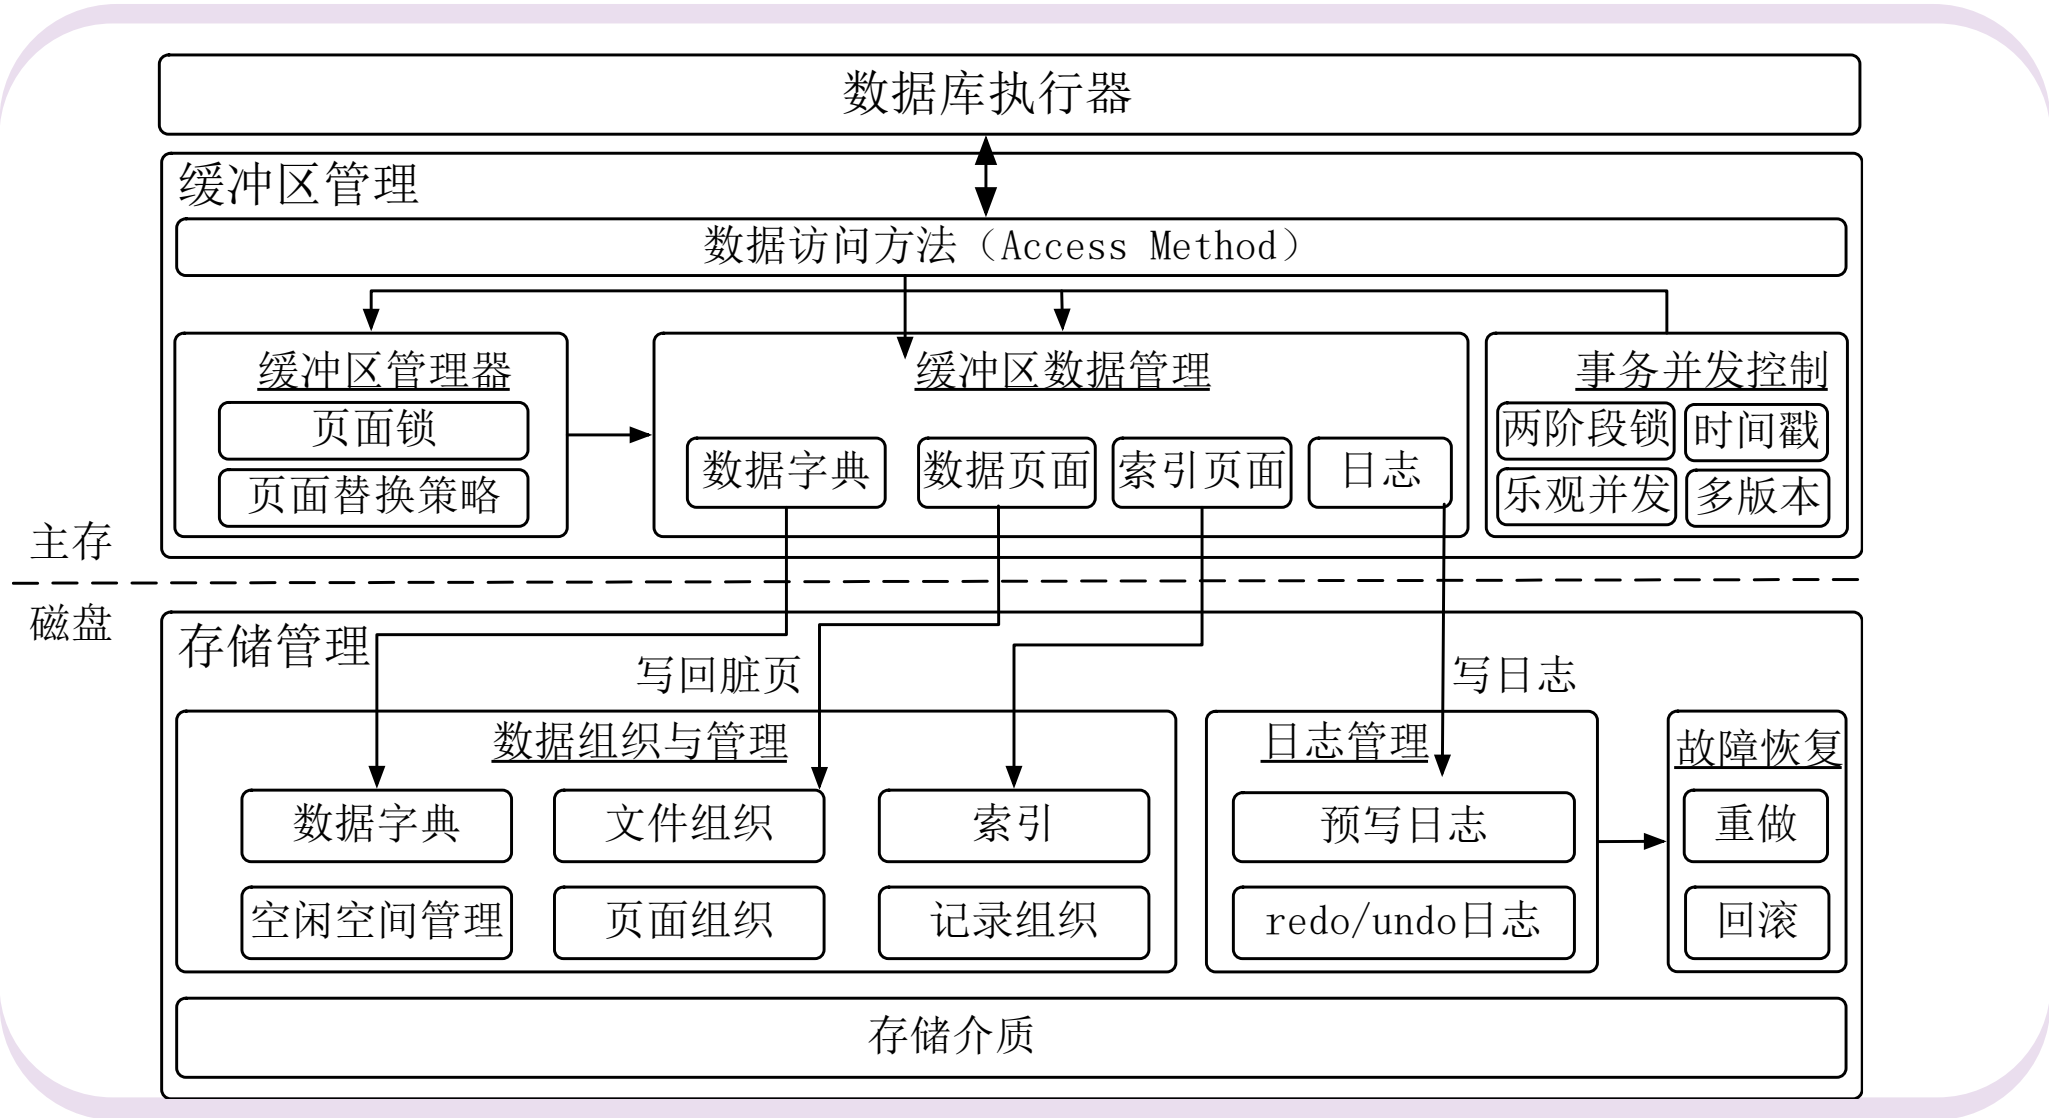 数据库执行器
缓冲区管理
数据访问方法（Access Method）
缓冲区管理器
页面锁
页面替换策略
缓冲区数据管理
数据字典
数据页面
索引页面
日志
事务并发控制
两阶段锁
时间戳
乐观并发
多版本
主存
磁盘
存储管理
写回脏页
写日志
数据组织与管理
数据字典
文件组织
索引
空闲空间管理
页面组织
记录组织
日志管理
预写日志
redo/undo日志
故障恢复
重做
回滚
存储介质